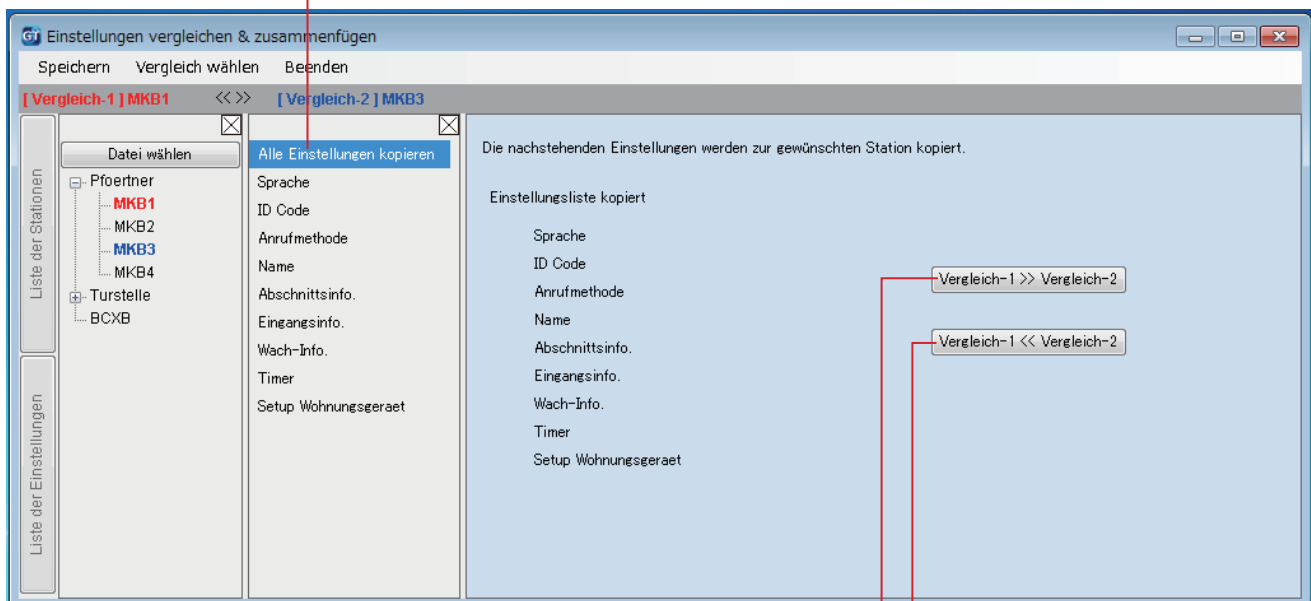 GT Einstellungen vergleichen & zusammenfügen
Speichern Vergleich wählen Beenden
[ Vergleich-1 ] MKB1 <<>> [ Vergleich-2 ] MKB3
Liste der Stationen
Liste der Einstellungen
Datei wählen
Pfoertner
MKB1
MKB2
MKB3
MKB4
Turstelle
BCXB
Alle Einstellungen kopieren
Sprache
ID Code
Anrufmethode
Name
Abschnittsinfo.
Eingangsinfo.
Wach-Info.
Timer
Setup Wohnungsgeraet
Die nachstehenden Einstellungen werden zur gewünschten Station kopiert.
Einstellungsliste kopiert
Sprache
ID Code
Anrufmethode
Name
Abschnittsinfo.
Eingangsinfo.
Wach-Info.
Timer
Setup Wohnungsgeraet
Vergleich-1 >> Vergleich-2
Vergleich-1 << Vergleich-2